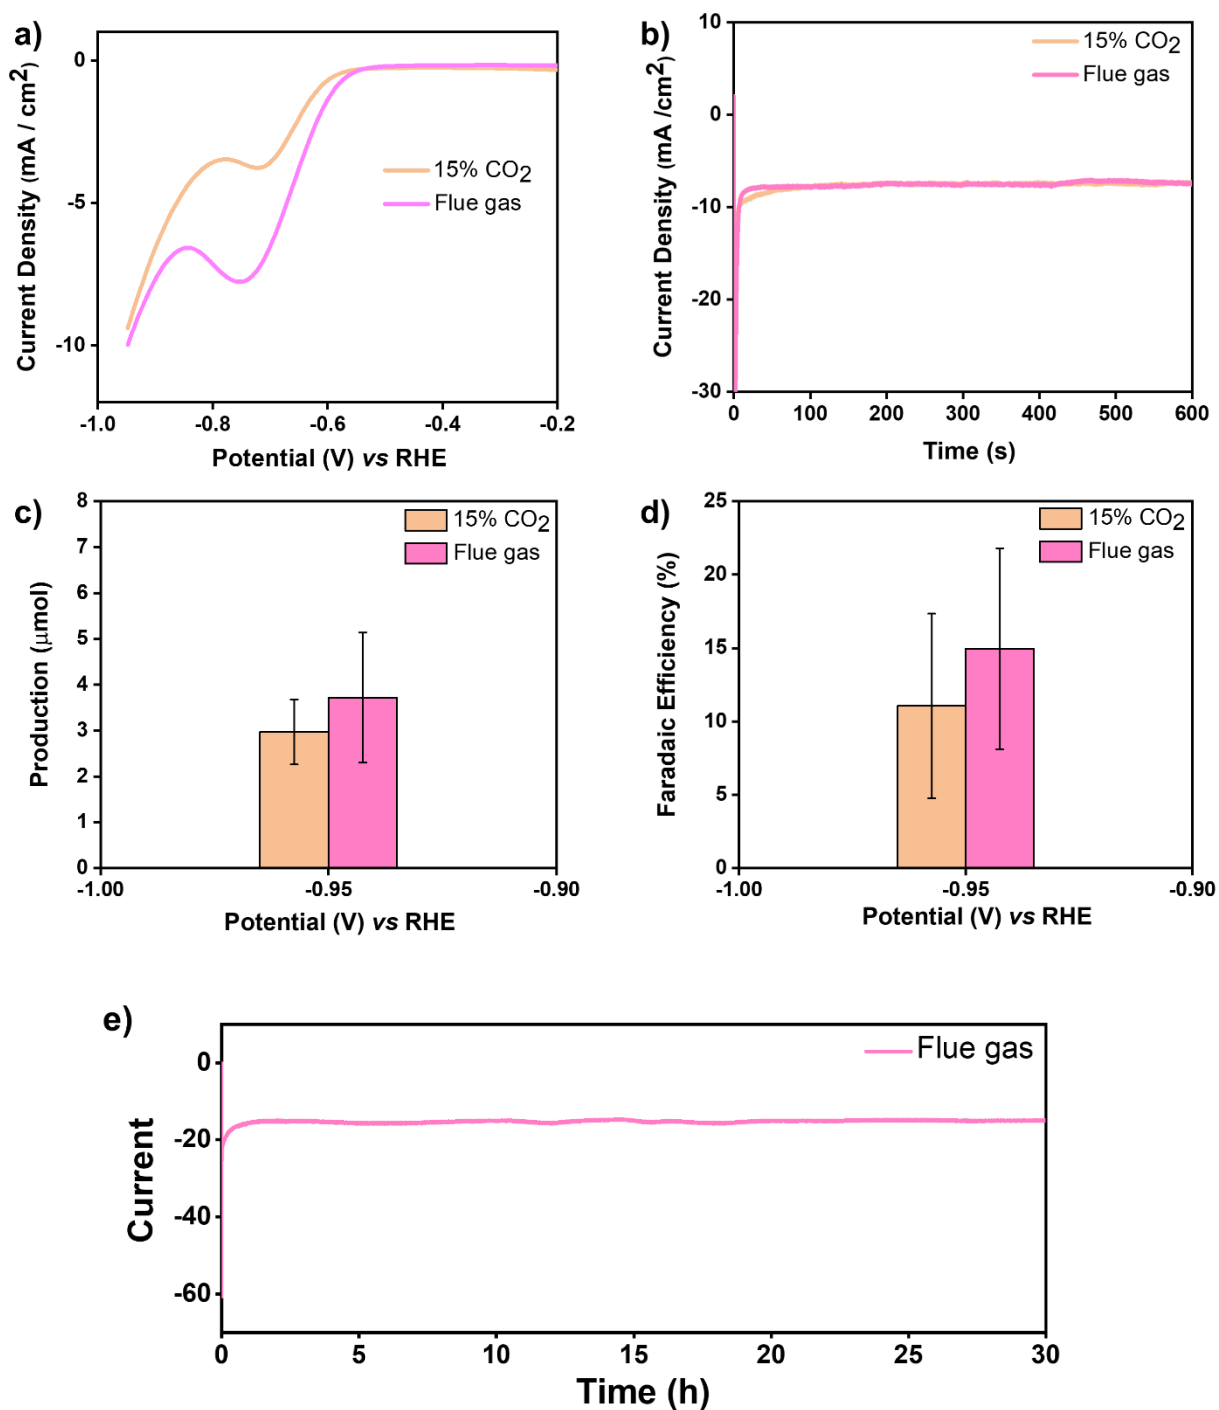 a)
0
-5
-10
-1.0
-0.8
-0.6
-0.4
-0.2
Current Density (mA / cm2)
Potential (V) vs RHE
15% CO2
Flue gas
b)
10
0
-10
-20
-30
0
100
200
300
400
500
600
Current Density (mA /cm2)
Time (s)
15% CO2
Flue gas
c)
8
7
6
5
4
3
2
1
0
-1.00
-0.95
-0.90
Production (μmol)
Potential (V) vs RHE
15% CO2
Flue gas
d)
25
20
15
10
5
0
-1.00
-0.95
-0.90
Faradaic Efficiency (%)
Potential (V) vs RHE
15% CO2
Flue gas
e)
0
-20
-40
-60
0
5
10
15
20
25
30
Current
Time (h)
Flue gas